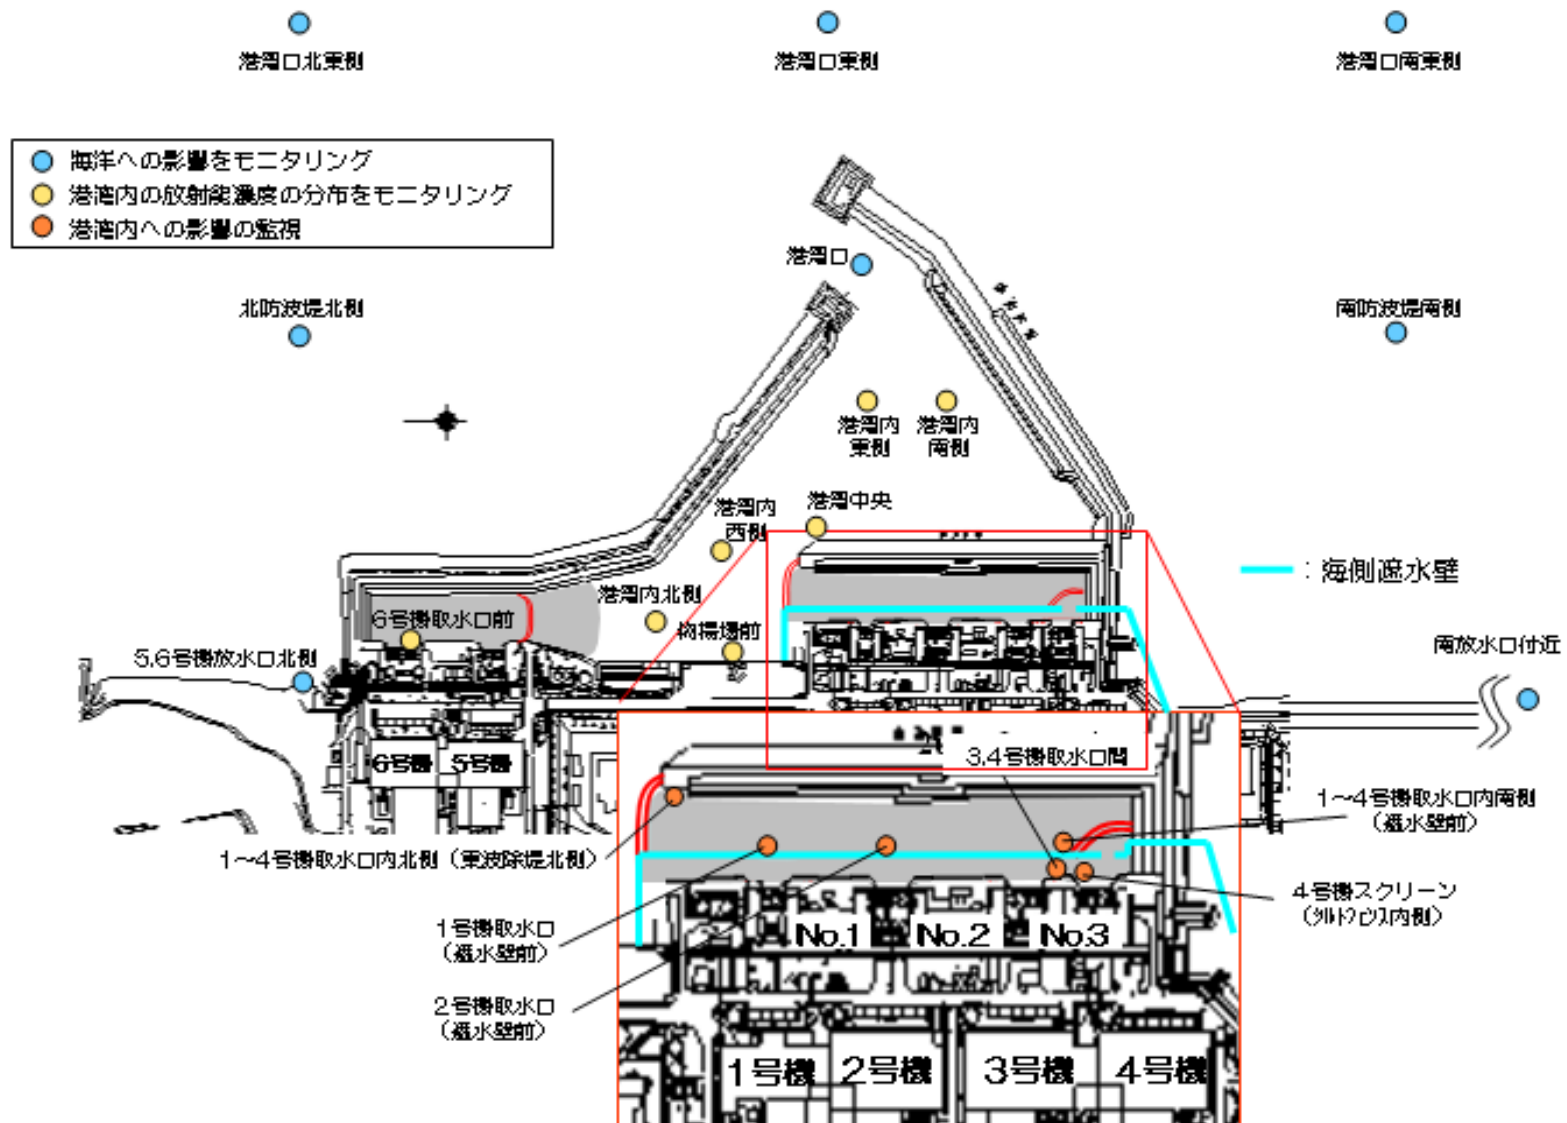 港湾口北東側
港湾口東側
港湾口南東側
海洋への影響をモニタリング
港湾内の放射能濃度の分布をモニタリング
港湾内への影響の監視
港湾口
北防波堤北側
南防波堤南側
港湾内
東側
港湾内
南側
港湾内
西側
港湾中央
：海側遮水壁
港湾内北側
6号機取水口前
物揚場前
5,6号機放水口北側
南放水口付近
6号機
5号機
3,4号機取水口間
1～4号機取水口内南側
（遮水壁前）
1～4号機取水口内北側（東波除堤北側）
4号機スクリーン
（シルトフェンス内側）
1号機取水口
（遮水壁前）
No.1
No.2
No.3
2号機取水口
（遮水壁前）
1号機
2号機
3号機
4号機